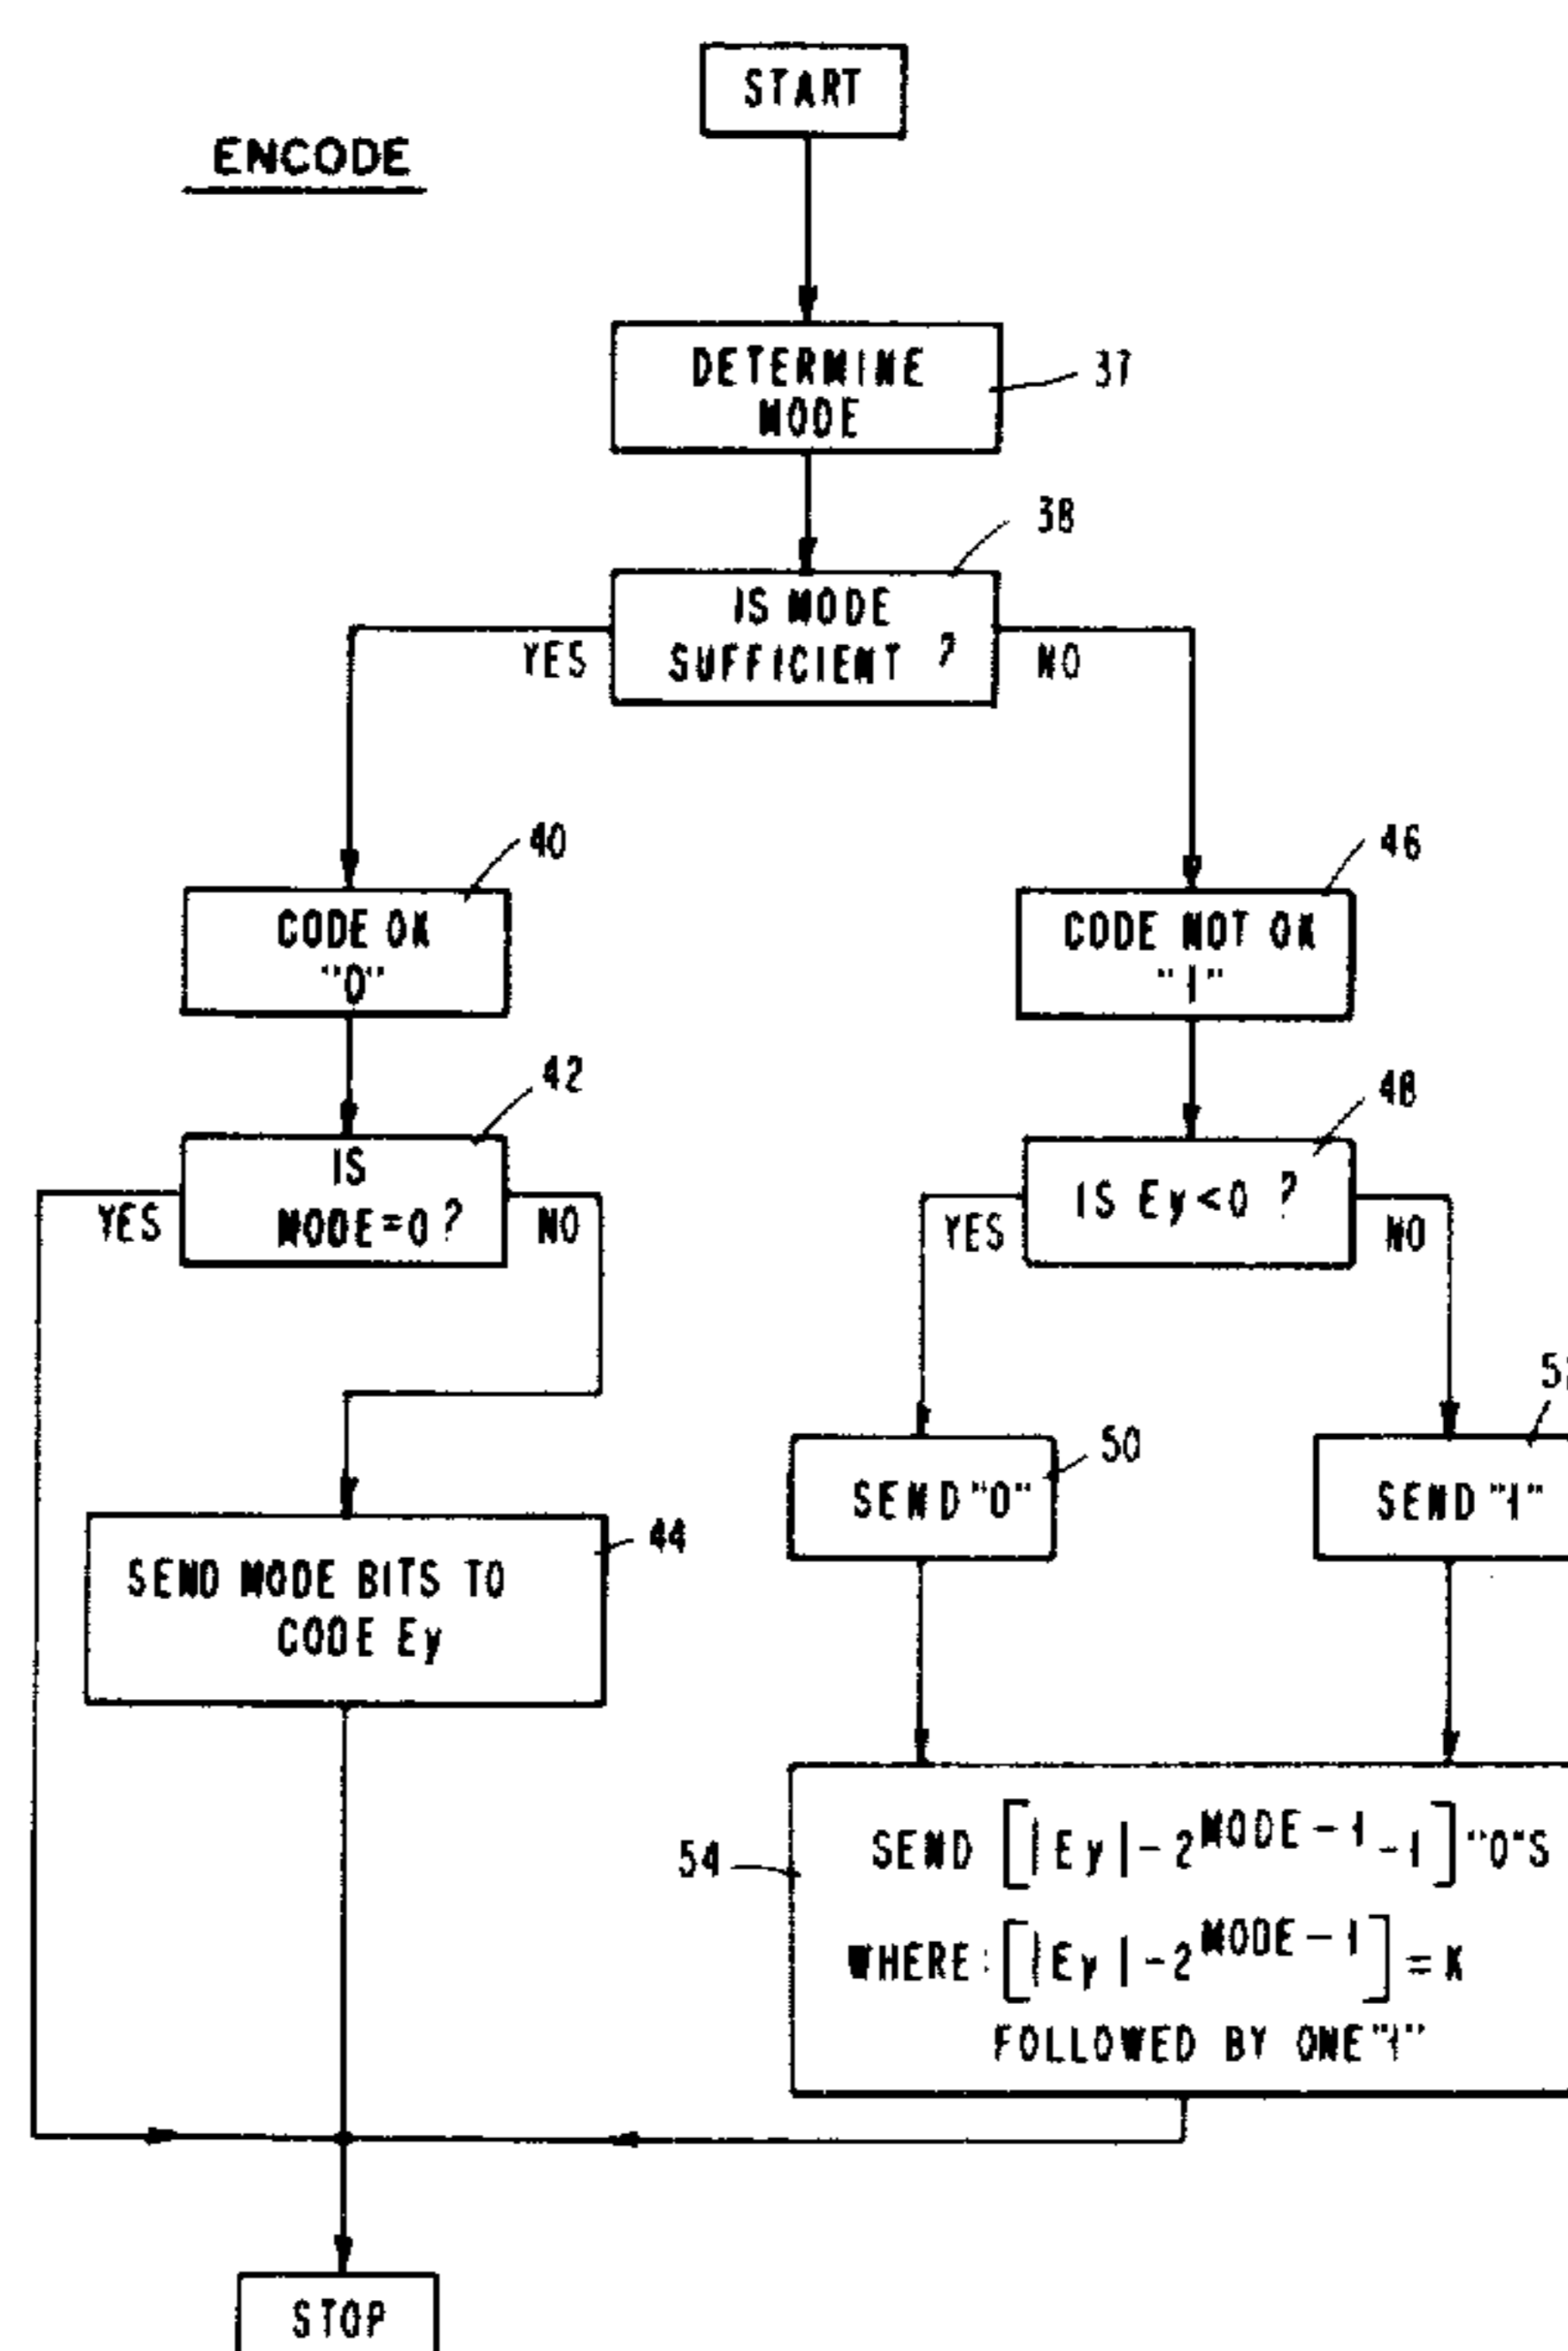 START
ENCODE
DETERMINE
MODE
37
38
IS MODE
SUFFICIENT ?
YES
NO
40
46
CODE OK
"0"
CODE NOT OK
"1"
42
48
IS
MODE=0?
YES
NO
IS Ey<0 ?
YES
NO
50
SEND "0"
SEND "1"
44
SEND MODE BITS TO
CODE Ey
54
SEND [|Ey|-2^MODE-1 -1] "0"S
WHERE: [|Ey|-2^MODE-1] = K
FOLLOWED BY ONE "1"
STOP